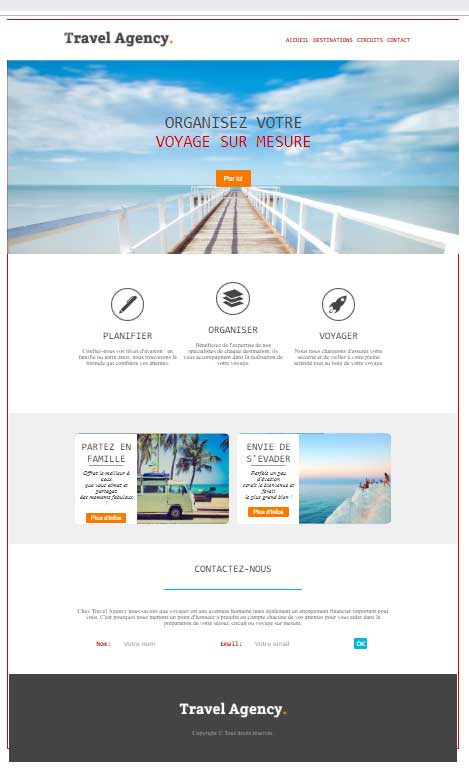 Travel Agency.
ACCUEIL DESTINATIONS CIRCUITS CONTACT
ORGANISEZ VOTRE
VOYAGE SUR MESURE
Par Ici
PLANIFIER
Confiez-nous vos rêves d'évasion : en
famille ou entre amis, nous trouverons la
formule qui comblera vos attentes.
ORGANISER
Bénéficiez de l'expertise de nos
spécialistes de chaque destination, ils
vous accompagnent dans la réalisation de
votre voyage.
VOYAGER
Nous nous chargeons d'assurer votre
sécurité et de veiller à votre pleine
sérénité tout au long de votre voyage.
PARTEZ EN
FAMILLE
Offrez le meilleur à
ceux
que vous aimez et
partagez
des moments fabuleux
!
Plus d'infos
ENVIE DE
S'EVADER
Parfois un peu
d'évasion
serait le bienvenue et
ferait
le plus grand bien !
Plus d'infos
CONTACTEZ-NOUS
Chez Travel Agency nous savons que voyager est une aventure humaine mais également un engagement financier important pour
vous. C'est pourquoi nous mettons un point d'honneur à prendre en compte chacune de vos attentes pour vous aider dans la
préparation de votre séjour, circuit ou voyage sur mesure.
Nom: Votre nom Email: Votre email OK
Travel Agency.
Copyright © Tous droits réservés.